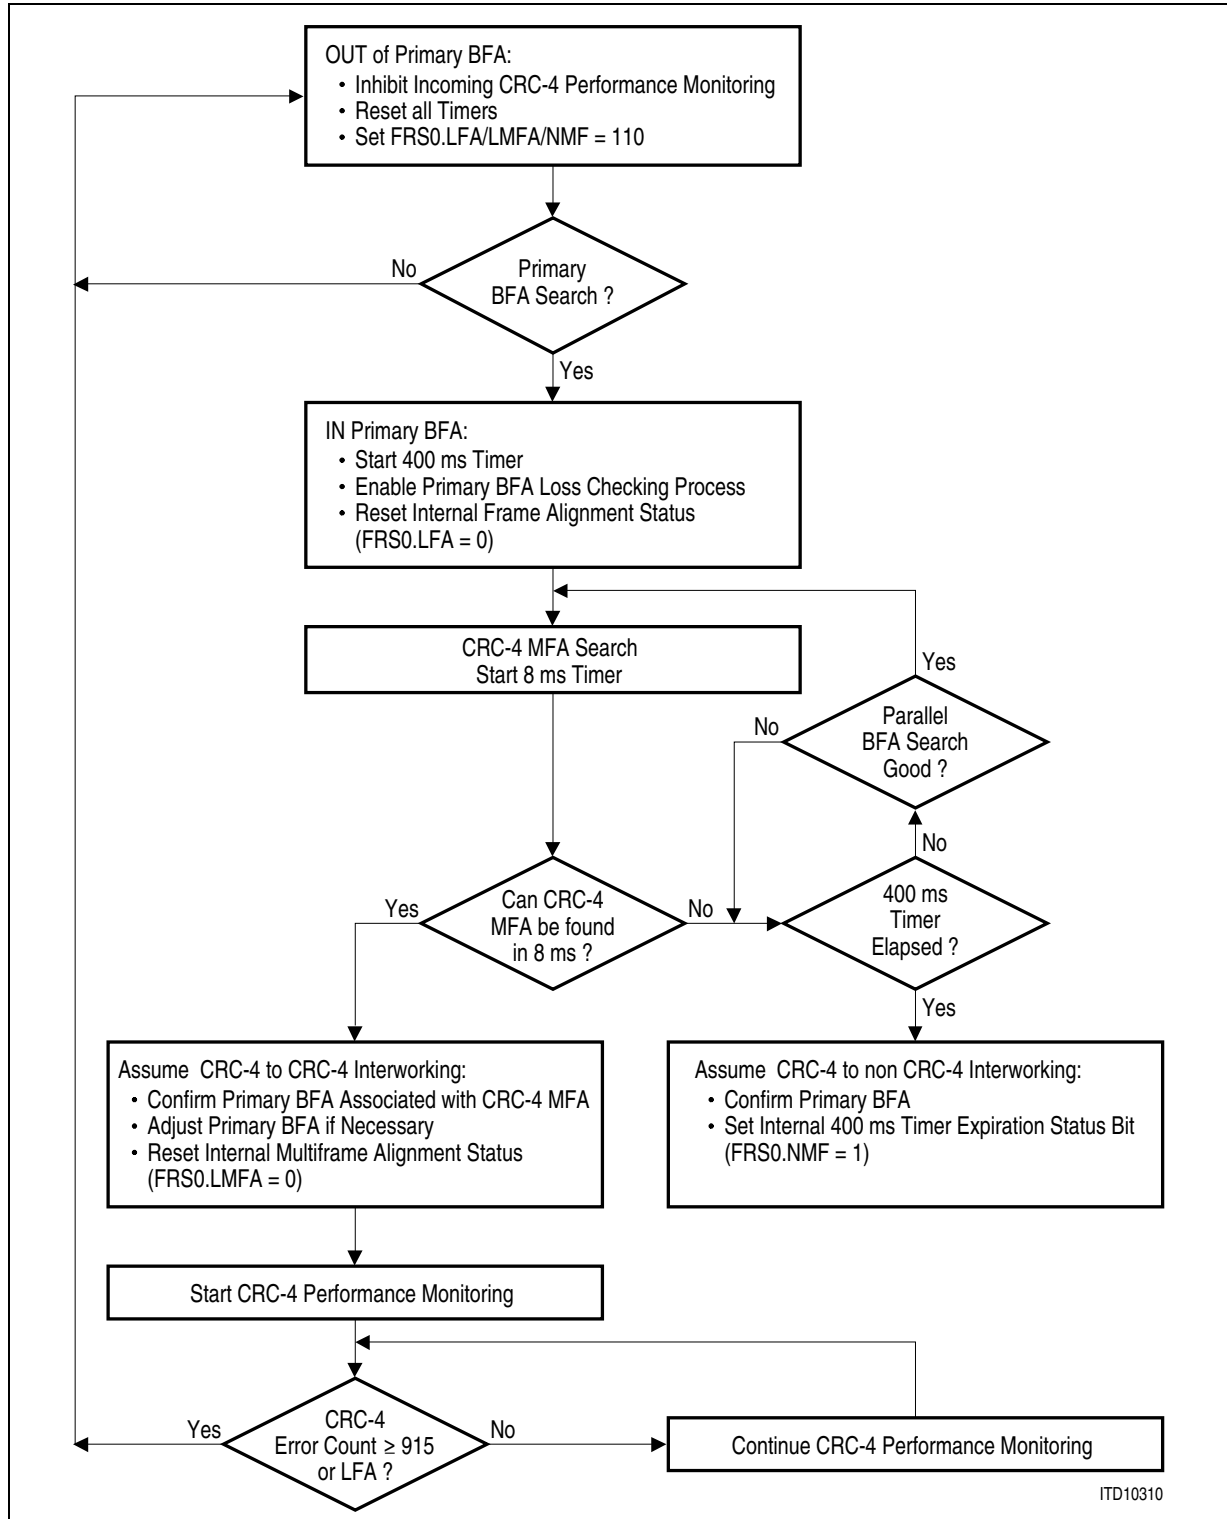 OUT of Primary BFA:
• Inhibit Incoming CRC-4 Performance Monitoring
• Reset all Timers
• Set FRS0.LFA/LMFA/NMF = 110
No
Primary
BFA Search ?
Yes
IN Primary BFA:
• Start 400 ms Timer
• Enable Primary BFA Loss Checking Process
• Reset Internal Frame Alignment Status
(FRS0.LFA = 0)
CRC-4 MFA Search
Start 8 ms Timer
Yes
No
Parallel
BFA Search
Good ?
No
Yes
Can CRC-4
MFA be found
in 8 ms ?
No
400 ms
Timer
Elapsed ?
Yes
Assume CRC-4 to CRC-4 Interworking:
• Confirm Primary BFA Associated with CRC-4 MFA
• Adjust Primary BFA if Necessary
• Reset Internal Multiframe Alignment Status
(FRS0.LMFA = 0)
Assume CRC-4 to non CRC-4 Interworking:
• Confirm Primary BFA
• Set Internal 400 ms Timer Expiration Status Bit
(FRS0.NMF = 1)
Start CRC-4 Performance Monitoring
Yes
CRC-4
Error Count ≥ 915
or LFA ?
No
Continue CRC-4 Performance Monitoring
ITD10310